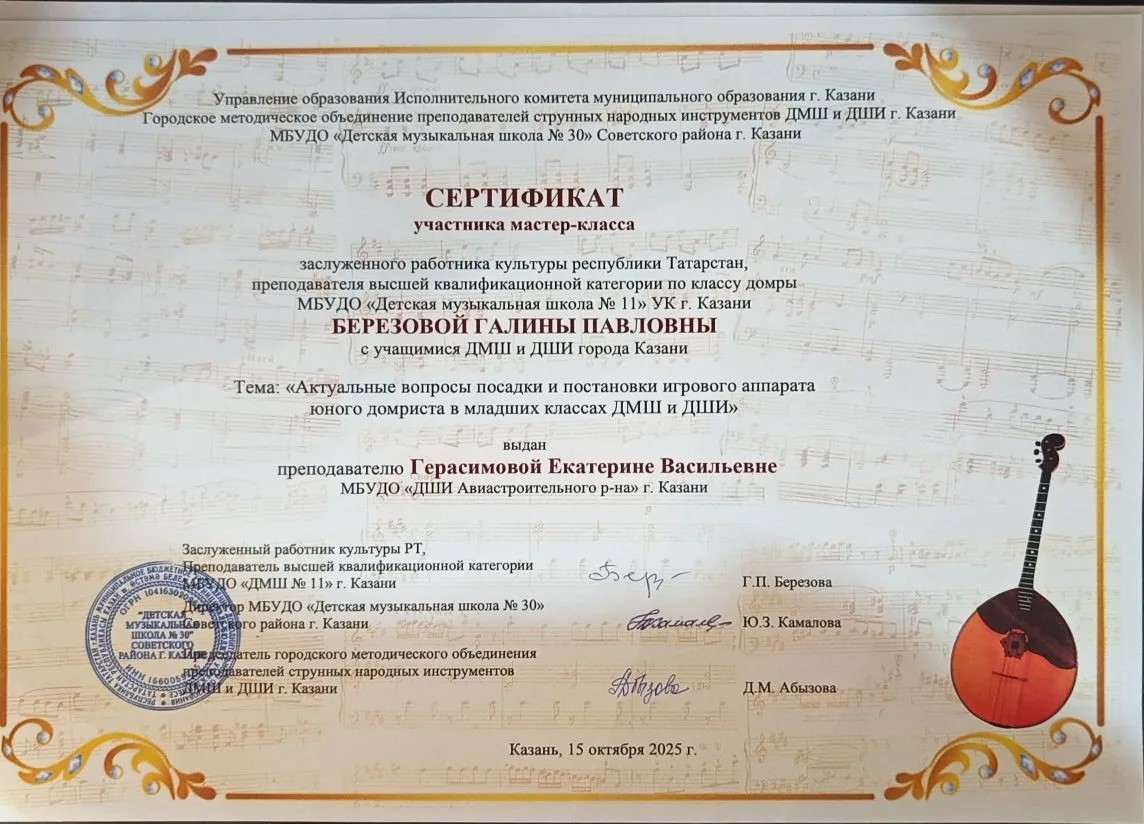 Управление образования Исполнительного комитета муниципального образования г. Казани
Городское методическое объединение преподавателей струнных народных инструментов ДМШ и ДШИ г. Казани
МБУДО «Детская музыкальная школа № 30» Советского района г. Казани
СЕРТИФИКАТ
участника мастер-класса
заслуженного работника культуры республики Татарстан,
преподавателя высшей квалификационной категории по классу домры
МБУДО «Детская музыкальная школа № 11» УК г. Казани
БЕРЕЗОВОЙ ГАЛИНЫ ПАВЛОВНЫ
с учащимися ДМШ и ДШИ города Казани
Тема: «Актуальные вопросы посадки и постановки игрового аппарата
юного домриста в младших классах ДМШ и ДШИ»
выдан
преподавателю Герасимовой Екатерине Васильевне
МБУДО «ДШИ Авиастроительного р-на» г. Казани
Заслуженный работник культуры РТ,
Преподаватель высшей квалификационной категории
МБУДО «ДМШ № 11» г. Казани
Г.П. Березова
Директор МБУДО «Детская музыкальная школа № 30»
Советского района г. Казани
Ю.З. Камалова
Председатель городского методического объединения
преподавателей струнных народных инструментов
ДМШ и ДШИ г. Казани
Абызова
Д.М. Абызова
"ДЕТСКАЯ
МУЗЫКАЛЬНАЯ
ШКОЛА № 30"
СОВЕТСКОГО
РАЙОНА Г. КАЗАНИ
Казань, 15 октября 2025 г.